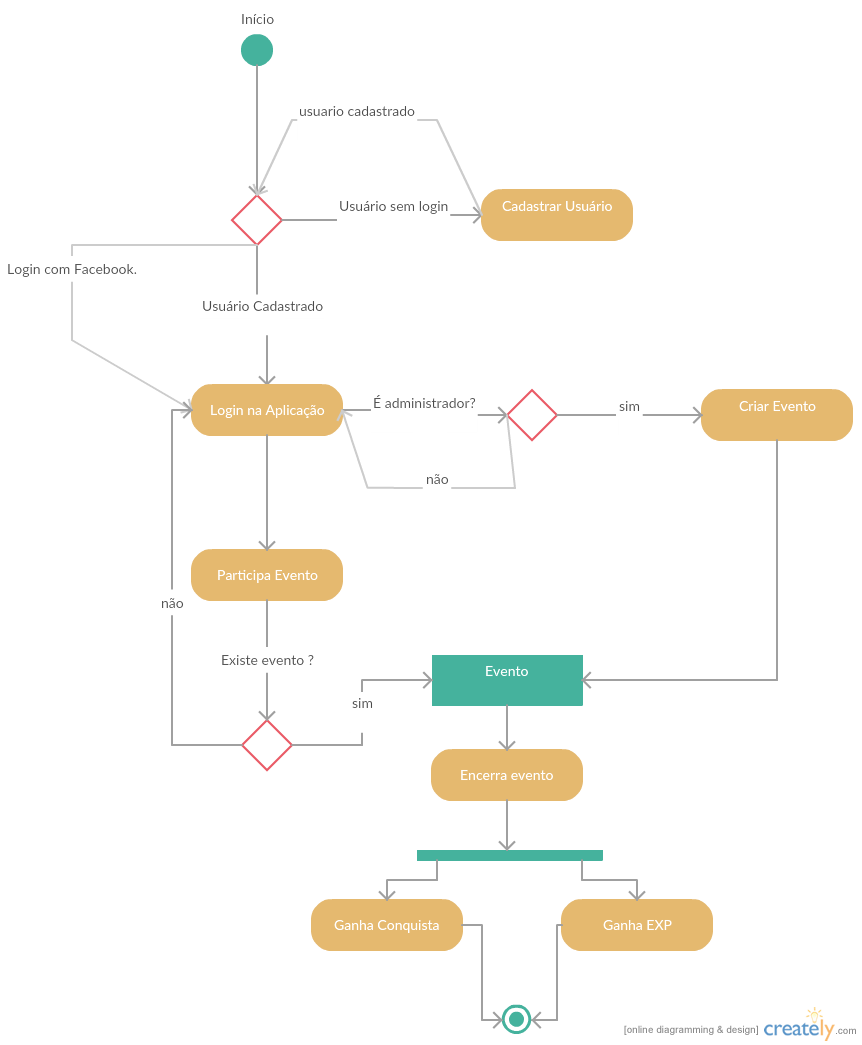 Início
usuario cadastrado
Usuário sem login
Cadastrar Usuário
Login com Facebook.
Usuário Cadastrado
Login na Aplicação
É administrador?
sim
Criar Evento
não
Participa Evento
não
Existe evento ?
Evento
sim
Encerra evento
Ganha Conquista
Ganha EXP
[online diagramming & design] creately.com